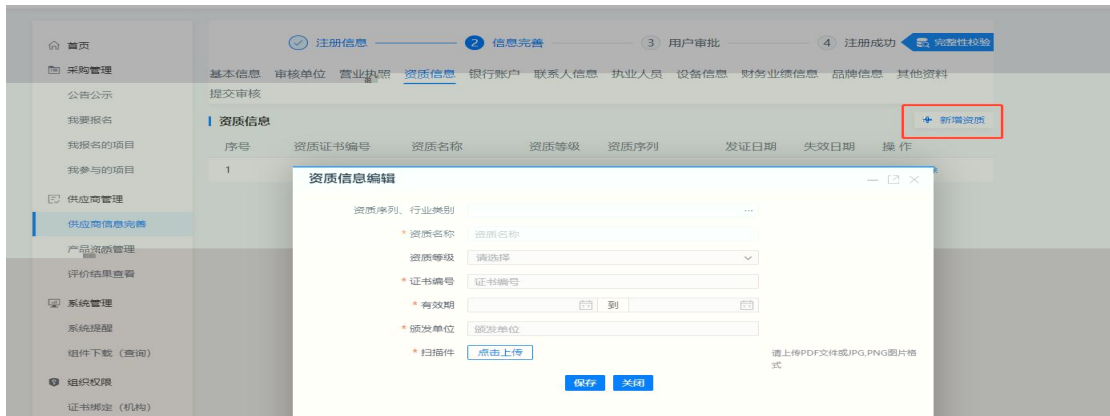 注册信息 2 信息完善 3 用户审批 4 注册成功 完整性校验
首页
采购管理
公告公示
我要报名
我报名的项目
我参与的项目
供应商管理
供应商信息完善
产品资质管理
评价结果查看
系统管理
系统提醒
组件下载（查询）
组织权限
证书绑定（机构）
基本信息 审核单位 营业执照 资质信息 银行账户 联系人信息 执业人员 设备信息 财务业绩信息 品牌信息 其他资料
提交审核
资质信息 新增资质
序号 资质证书编号 资质名称 资质等级 资质序列 发证日期 失效日期 操作
1
资质信息编辑
资质序列、行业类别 ...
* 资质名称 资质名称
资质等级 请选择
* 证书编号 证书编号
* 有效期 到
* 颁发单位 颁发单位
* 扫描件 点击上传 请上传PDF文件或JPG,PNG图片格
式
保存 关闭